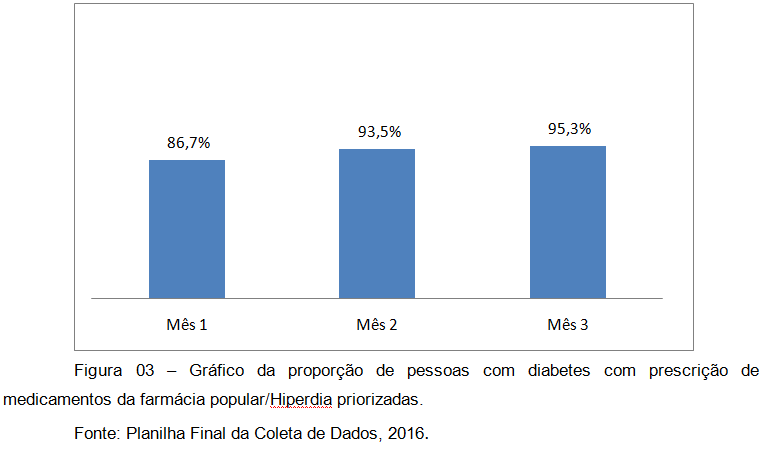 86,7%
93,5%
95,3%
Mês 1
Mês 2
Mês 3
Figura 03 – Gráfico da proporção de pessoas com diabetes com prescrição de
medicamentos da farmácia popular/Hiperdia priorizadas.
Fonte: Planilha Final da Coleta de Dados, 2016.